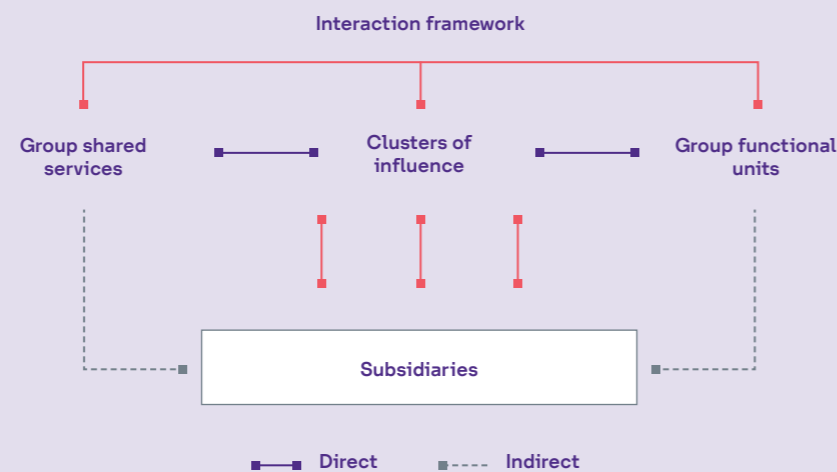 Interaction framework
Group shared
services
Clusters of
influence
Group functional
units
Subsidiaries
Direct
Indirect